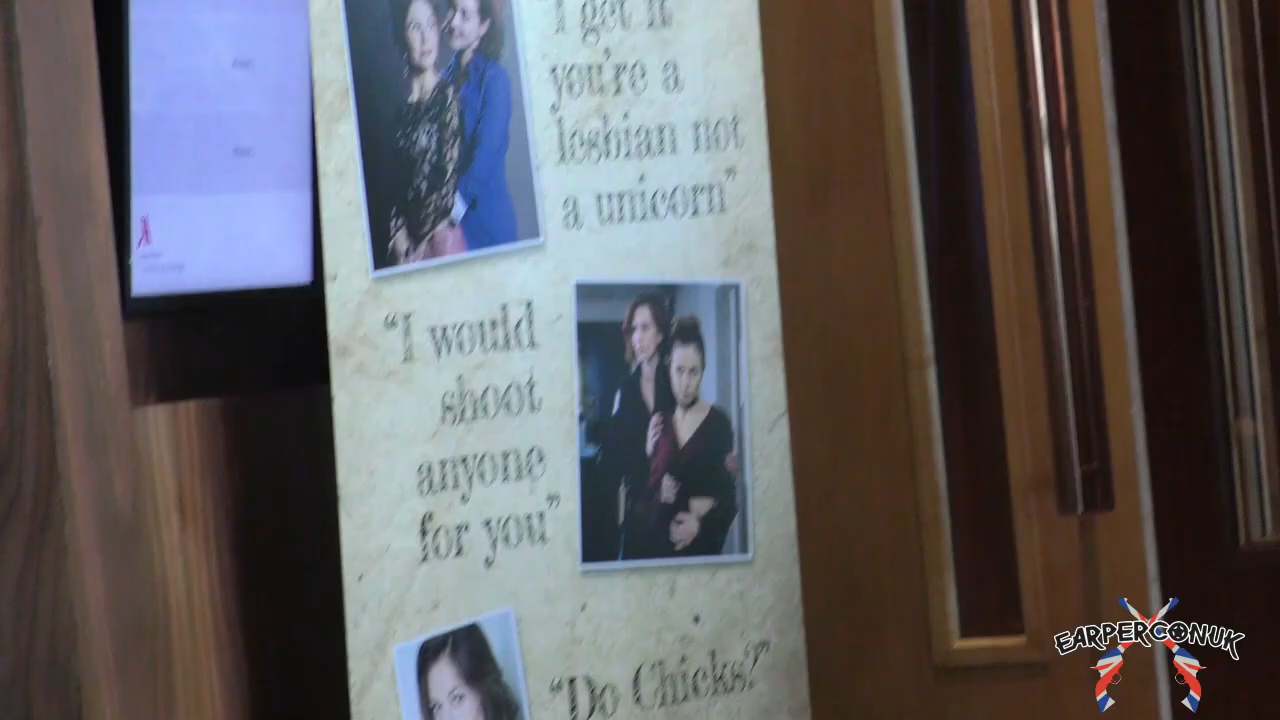 "I get it
you're a
lesbian not
a unicorn"
"I would
shoot
anyone
for you"
"Do Chicks?"
EARPERCONUK